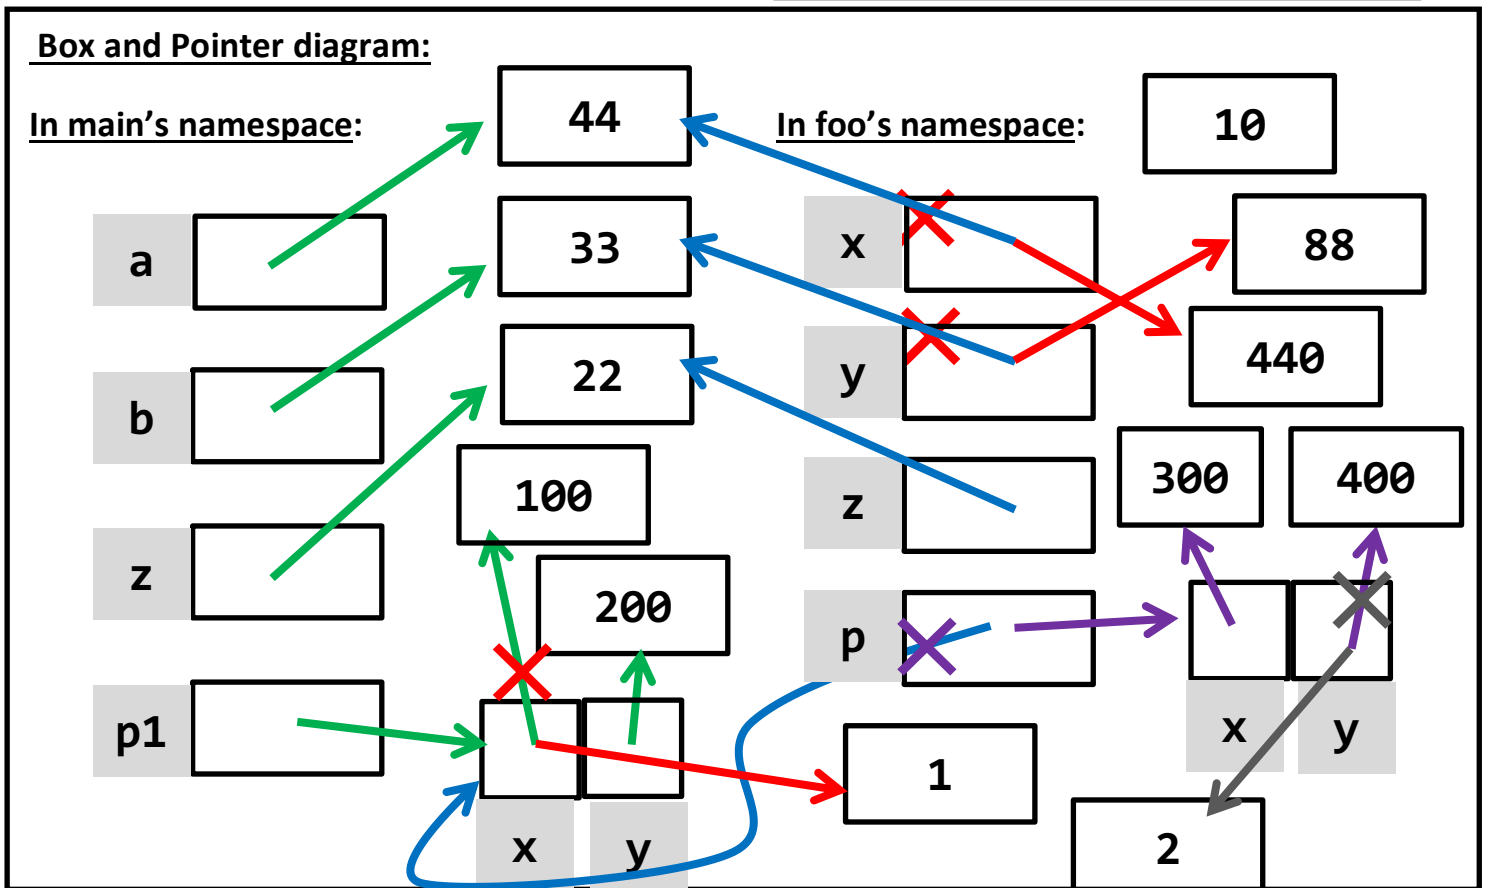 Box and Pointer diagram:
In main’s namespace:
In foo’s namespace:
44
10
a
33
x
88
b
22
y
440
z
100
z
300
400
200
p
p1
1
x
y
x
y
2